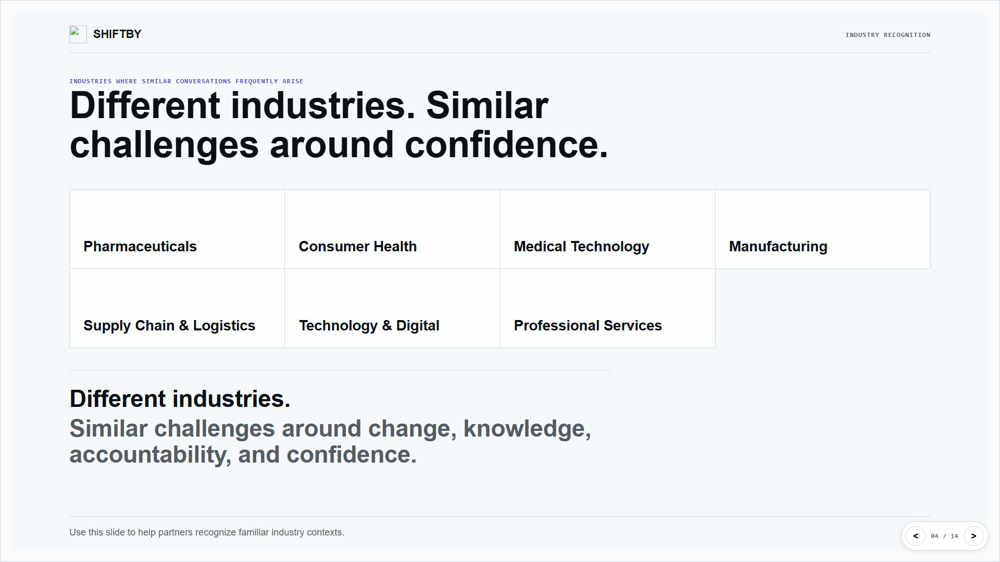 SHIFTBY
INDUSTRY RECOGNITION
INDUSTRIES WHERE SIMILAR CONVERSATIONS FREQUENTLY ARISE
Different industries. Similar
challenges around confidence.
Pharmaceuticals
Consumer Health
Medical Technology
Manufacturing
Supply Chain & Logistics
Technology & Digital
Professional Services
Different industries.
Similar challenges around change, knowledge,
accountability, and confidence.
Use this slide to help partners recognize familiar industry contexts.
< 04 / 14 >